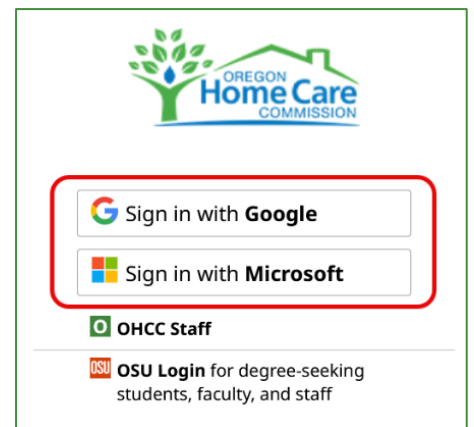 OREGON
Home Care
COMMISSION
Sign in with Google
Sign in with Microsoft
O OHCC Staff
OSU OSU Login for degree-seeking
students, faculty, and staff